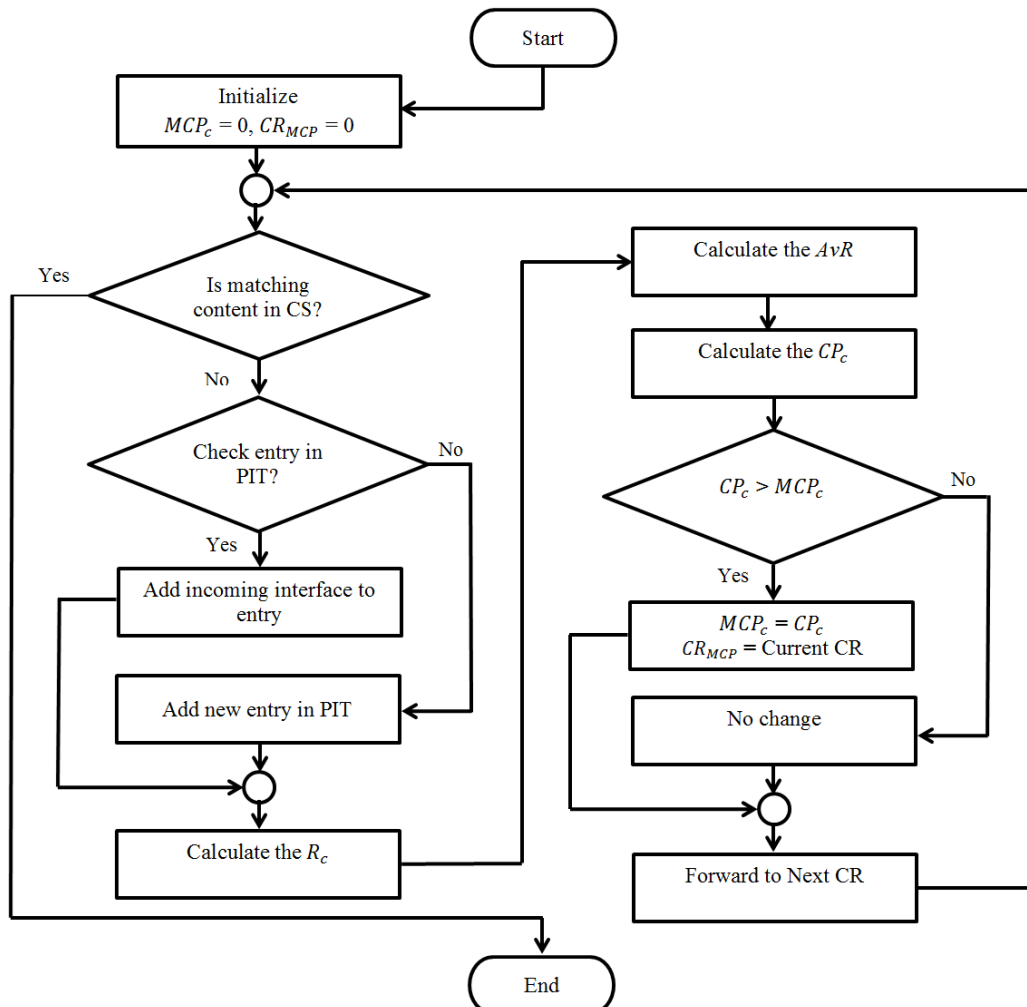 Start
Initialize
MCP_c = 0, CR_MCP = 0
Yes
Is matching
content in CS?
No
Check entry in
PIT?
No
Yes
Add incoming interface to
entry
Add new entry in PIT
Calculate the R_c
Calculate the AvR
Calculate the CP_c
CP_c > MCP_c
No
Yes
MCP_c = CP_c
CR_MCP = Current CR
No change
Forward to Next CR
End